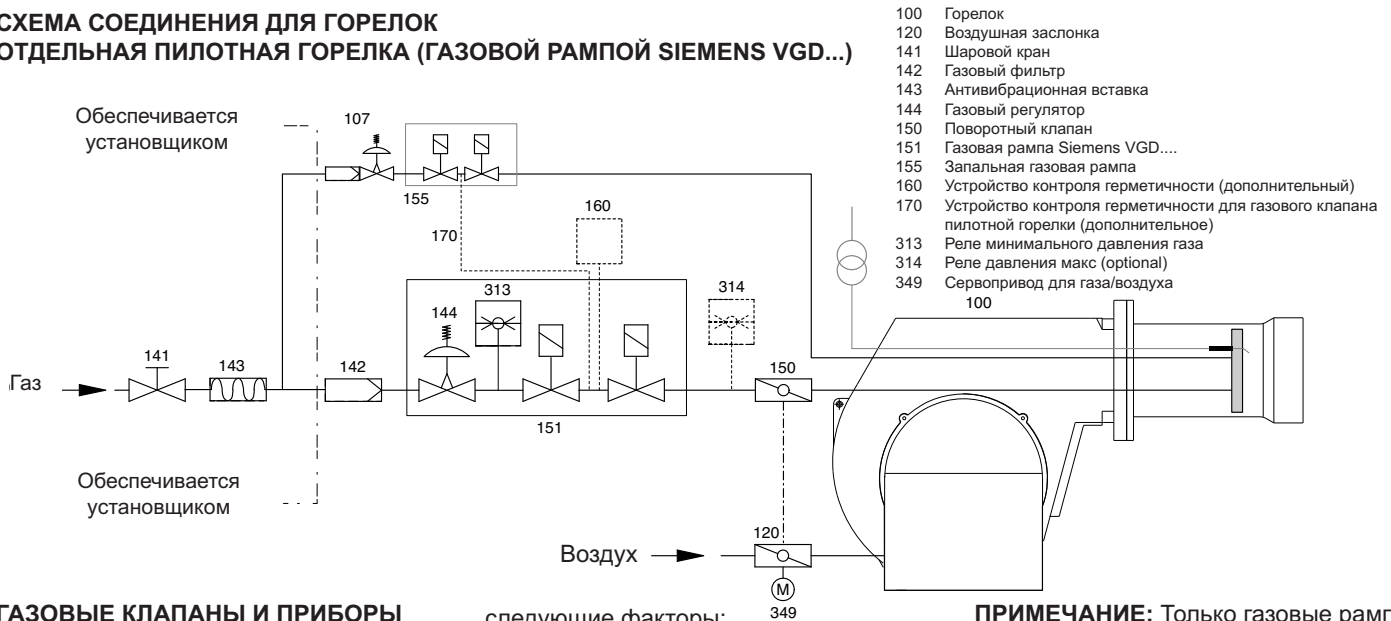 СХЕМА СОЕДИНЕНИЯ ДЛЯ ГОРЕЛОК
ОТДЕЛЬНАЯ ПИЛОТНАЯ ГОРЕЛКА (ГАЗОВОЙ РАМПОЙ SIEMENS VGD...)
100 Горелок
120 Воздушная заслонка
141 Шаровой кран
142 Газовый фильтр
143 Антивибрационная вставка
144 Газовый регулятор
150 Поворотный клапан
151 Газовая рампа Siemens VGD....
155 Запальная газовая рампа
160 Устройство контроля герметичности (дополнительный)
170 Устройство контроля герметичности для газового клапана
пилотной горелки (дополнительное)
313 Реле минимального давления газа
314 Реле давления макс (optional)
349 Сервопривод для газа/воздуха
Обеспечивается
установщиком
107
155
160
170
313
314
100
144
141
143
142
150
Газ
151
Обеспечивается
установщиком
120
Воздух
M
349
ГАЗОВЫЕ КЛАПАНЫ И ПРИБОРЫ
следующие факторы:
ПРИМЕЧАНИЕ: Только газовые рамп